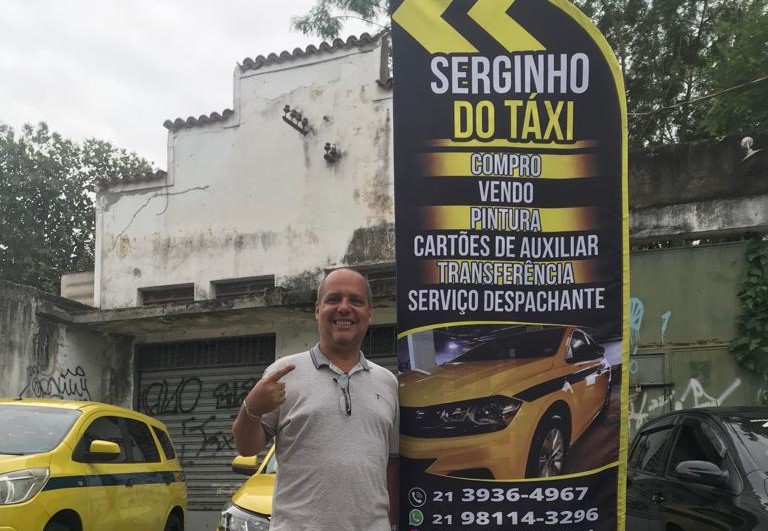 SERGINHO
DO TÁXI
COMPRO
VENDO
PINTURA
CARTÕES DE AUXILIAR
TRANSFERÊNCIA
SERVIÇO DESPACHANTE
21 3936-4967
21 98114-3296